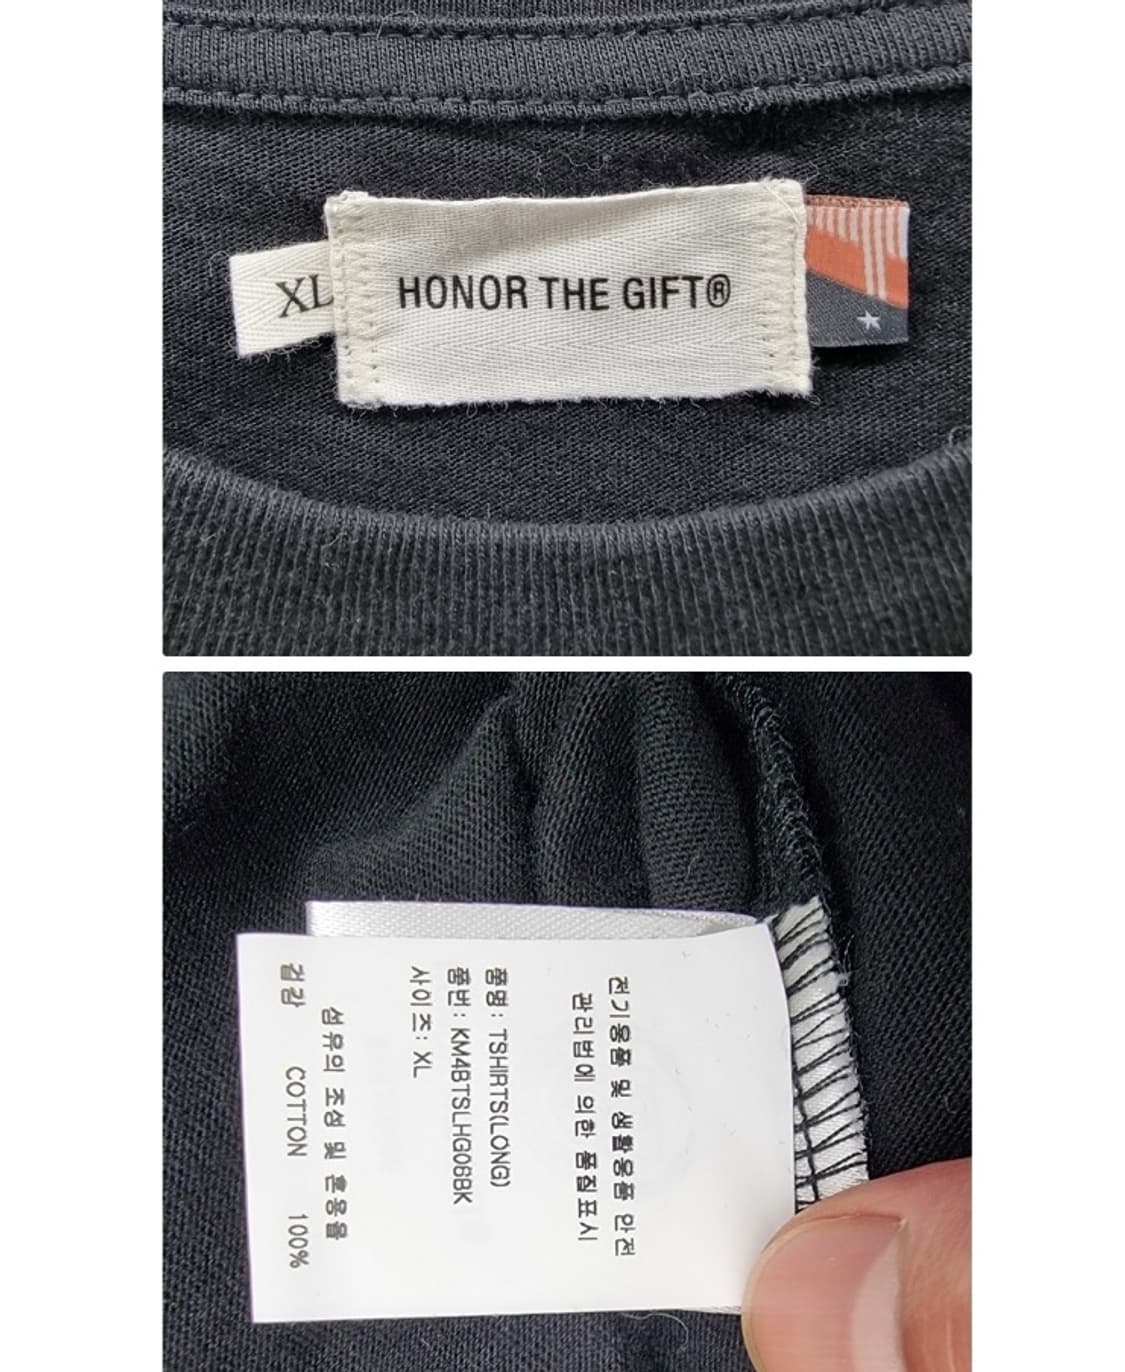 XL
HONOR THE GIFT®
전기용품 및 생활용품 안전
관리법에 의한 품질표시
품명: TSHIRTS(LONG)
품번: KM4BTSLHG06BK
사이즈: XL
섬유의 조성 및 혼용율
겉감 COTTON 100%